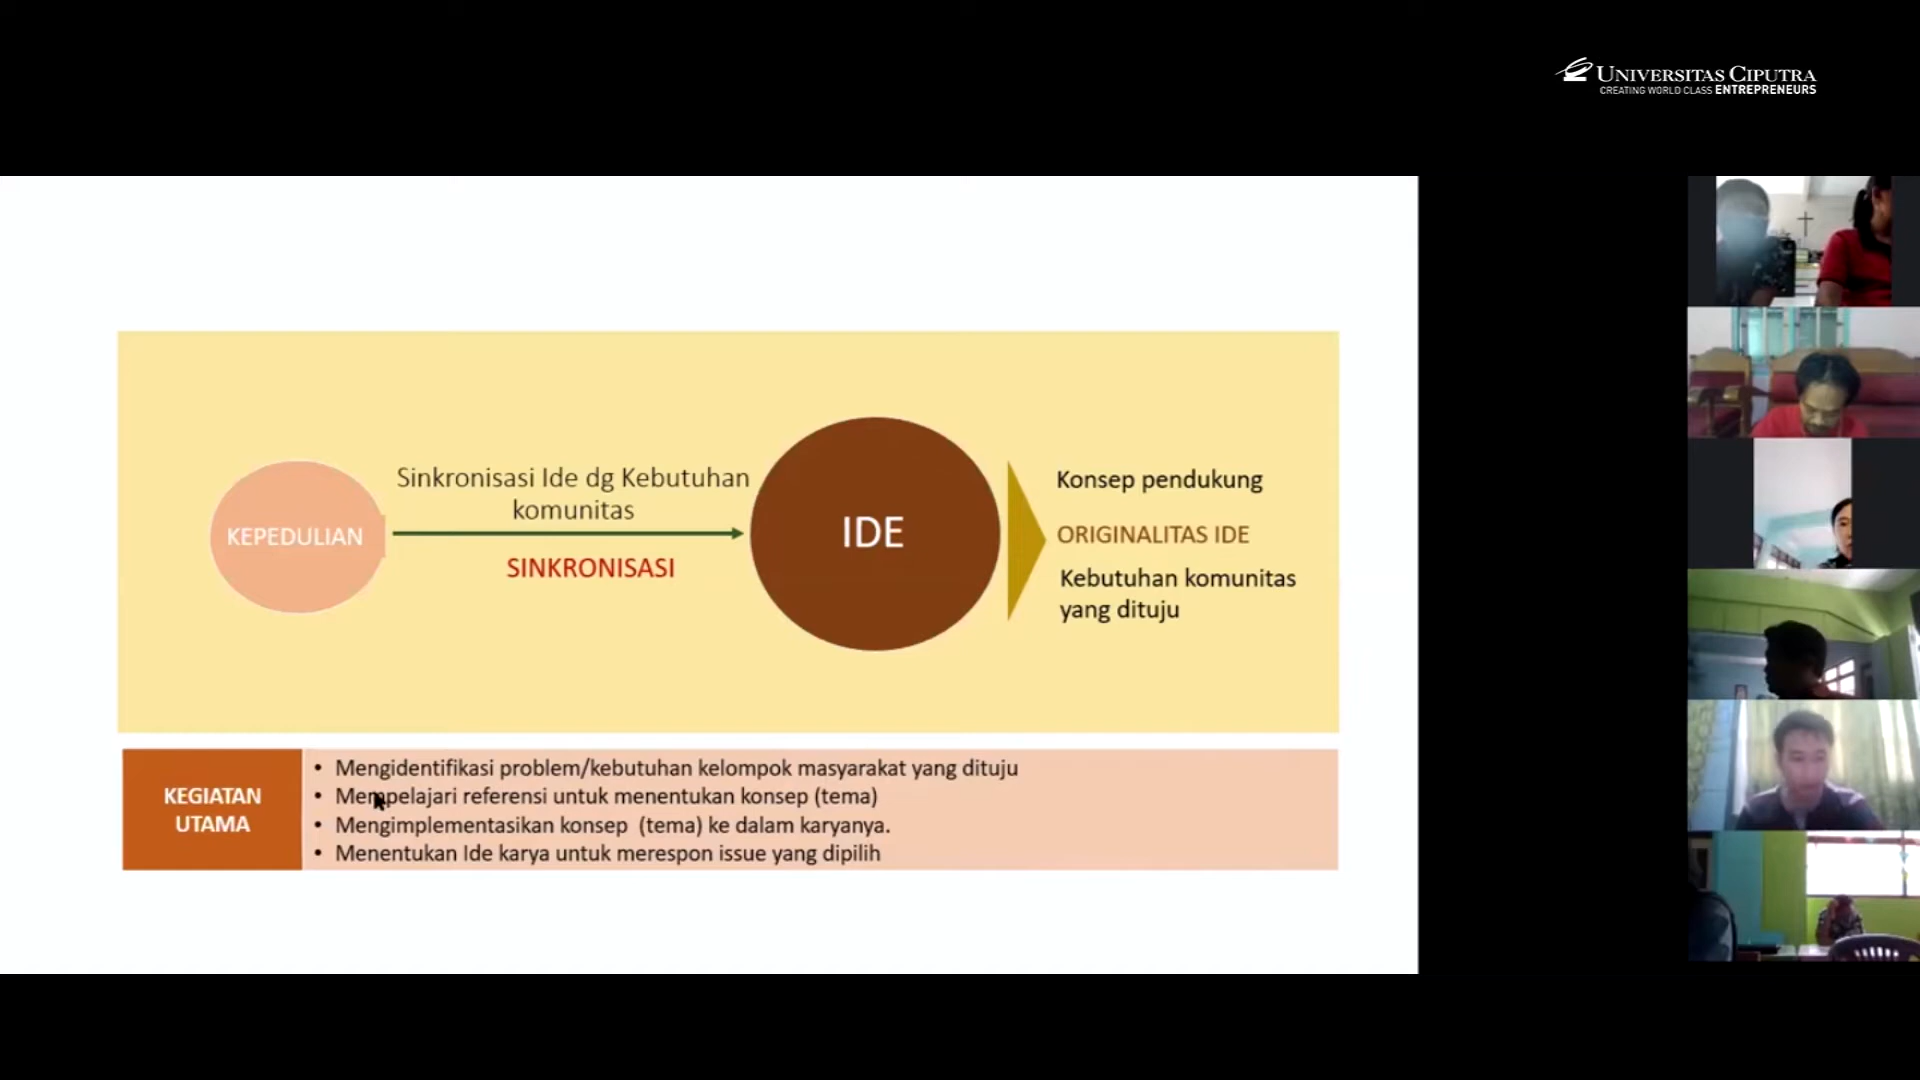 UNIVERSITAS CIPUTRA
CREATING WORLD CLASS ENTREPRENEURS
KEPEDULIAN
Sinkronisasi Ide dg Kebutuhan
komunitas
SINKRONISASI
IDE
Konsep pendukung
ORIGINALITAS IDE
Kebutuhan komunitas
yang dituju
KEGIATAN
UTAMA
• Mengidentifikasi problem/kebutuhan kelompok masyarakat yang dituju
• Mempelajari referensi untuk menentukan konsep (tema)
• Mengimplementasikan konsep (tema) ke dalam karyanya.
• Menentukan Ide karya untuk merespon issue yang dipilih